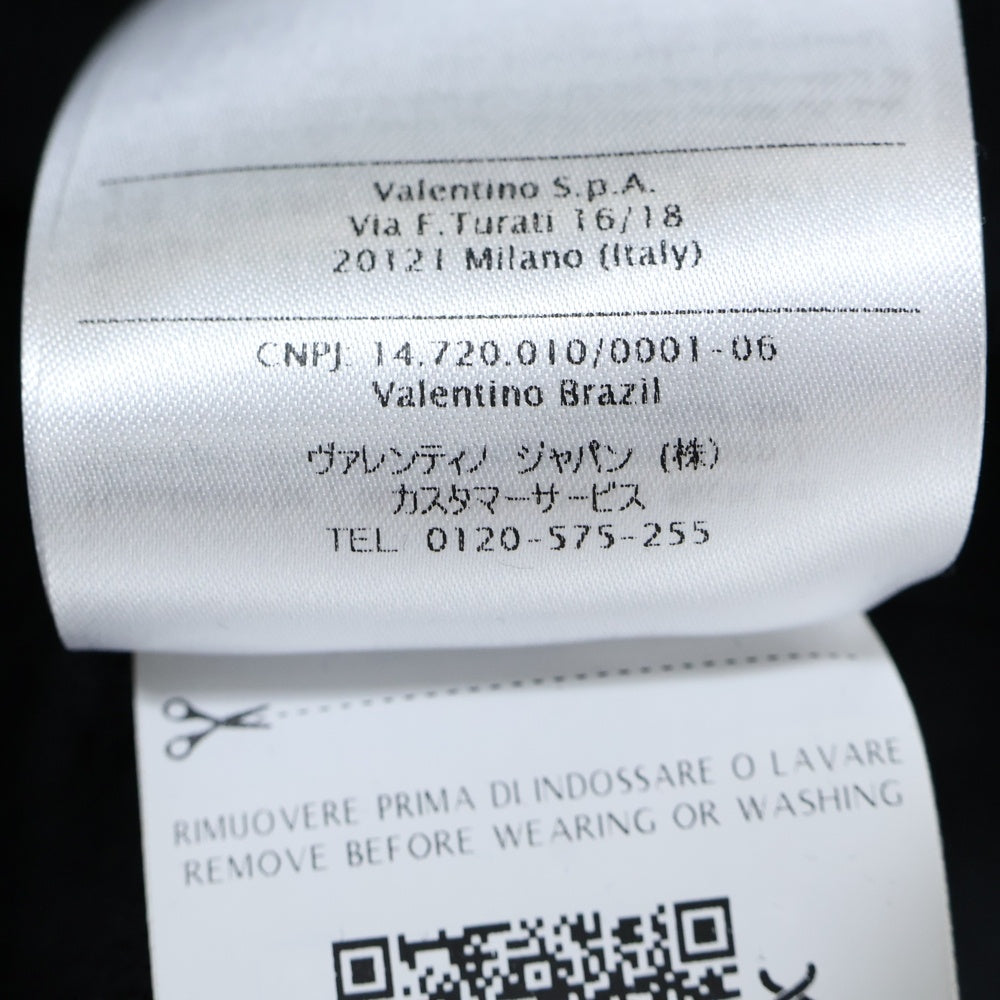 Valentino S.p.A.
Via F.Turati 16/18
20121 Milano (Italy)
CNPJ: 14.720.010/0001-06
Valentino Brazil
ヴァレンティノ ジャパン (株)
カスタマーサービス
TEL 0120-575-255
RIMUOVERE PRIMA DI INDOSSARE O LAVARE
REMOVE BEFORE WEARING OR WASHING